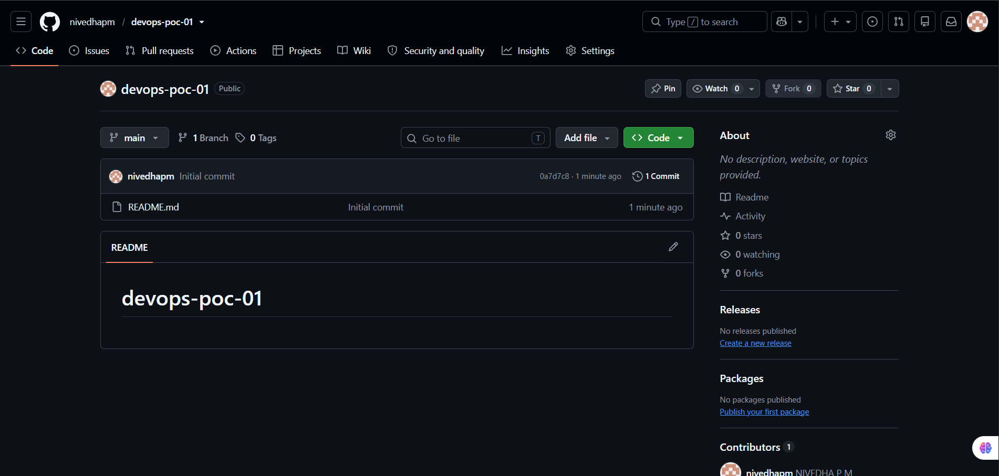 nivedhapm / devops-poc-01
Type / to search
Code Issues Pull requests Actions Projects Wiki Security and quality Insights Settings
devops-poc-01 Public
Pin Watch 0 Fork 0 Star 0
main 1 Branch 0 Tags
Go to file T Add file Code
nivedhapm Initial commit 0a7d7c8 · 1 minute ago 1 Commit
README.md Initial commit 1 minute ago
README
devops-poc-01
About
No description, website, or topics
provided.
Readme
Activity
0 stars
0 watching
0 forks
Releases
No releases published
Create a new release
Packages
No packages published
Publish your first package
Contributors 1
nivedhapm NIVEDHA P M